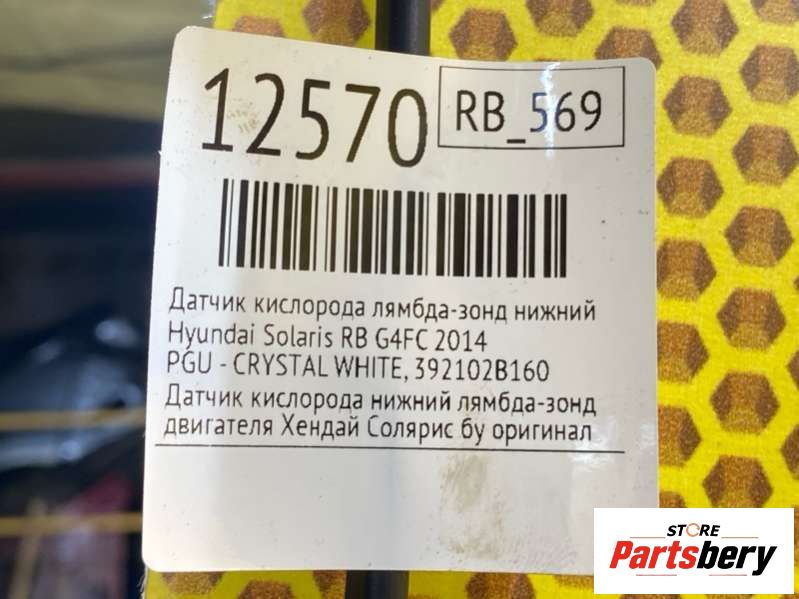 12570
RB_569
Датчик кислорода лямбда-зонд нижний
Hyundai Solaris RB G4FC 2014
PGU - CRYSTAL WHITE, 392102B160
Датчик кислорода нижний лямбда-зонд
двигателя Хендай Солярис бу оригинал
STORE
Partsbery